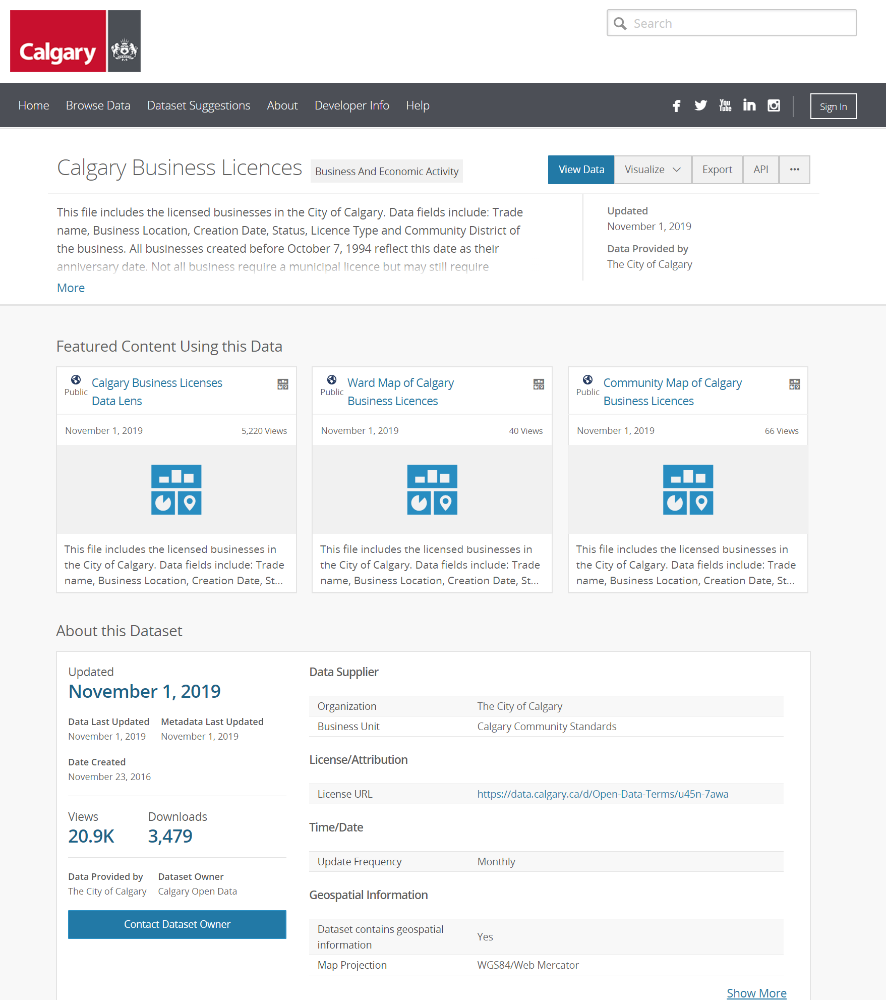 Calgary
Search
Home Browse Data Dataset Suggestions About Developer Info Help
You
Tube
in
Sign In
Calgary Business Licences
Business And Economic Activity
View Data Visualize Export API ...
This file includes the licensed businesses in the City of Calgary. Data fields include: Trade
name, Business Location, Creation Date, Status, Licence Type and Community District of
the business. All businesses created before October 7, 1994 reflect this date as their
anniversary date. Not all business require a municipal licence but may still require
More
Updated
November 1, 2019
Data Provided by
The City of Calgary
Featured Content Using this Data
Public
Calgary Business Licenses
Data Lens
November 1, 2019 5,220 Views
This file includes the licensed businesses in
the City of Calgary. Data fields include: Trade
name, Business Location, Creation Date, St...
Public
Ward Map of Calgary
Business Licences
November 1, 2019 40 Views
This file includes the licensed businesses in
the City of Calgary. Data fields include: Trade
name, Business Location, Creation Date, St...
Public
Community Map of Calgary
Business Licences
November 1, 2019 66 Views
This file includes the licensed businesses in
the City of Calgary. Data fields include: Trade
name, Business Location, Creation Date, St...
About this Dataset
Updated
November 1, 2019
Data Last Updated Metadata Last Updated
November 1, 2019 November 1, 2019
Date Created
November 23, 2016
Views Downloads
20.9K 3,479
Data Provided by Dataset Owner
The City of Calgary Calgary Open Data
Contact Dataset Owner
Data Supplier
Organization The City of Calgary
Business Unit Calgary Community Standards
License/Attribution
License URL https://data.calgary.ca/d/Open-Data-Terms/u45n-7awa
Time/Date
Update Frequency Monthly
Geospatial Information
Dataset contains geospatial
information
Yes
Map Projection WGS84/Web Mercator
Show More